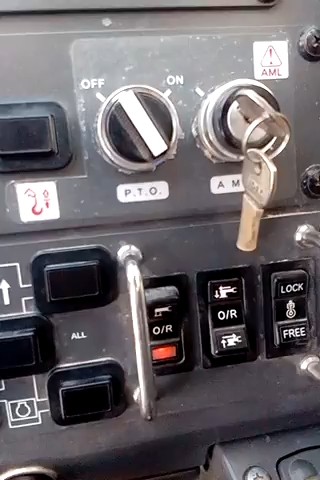 AML
OFF ON
P.T.O.
A M
LOCK
O/R O/R
FREE
ALL